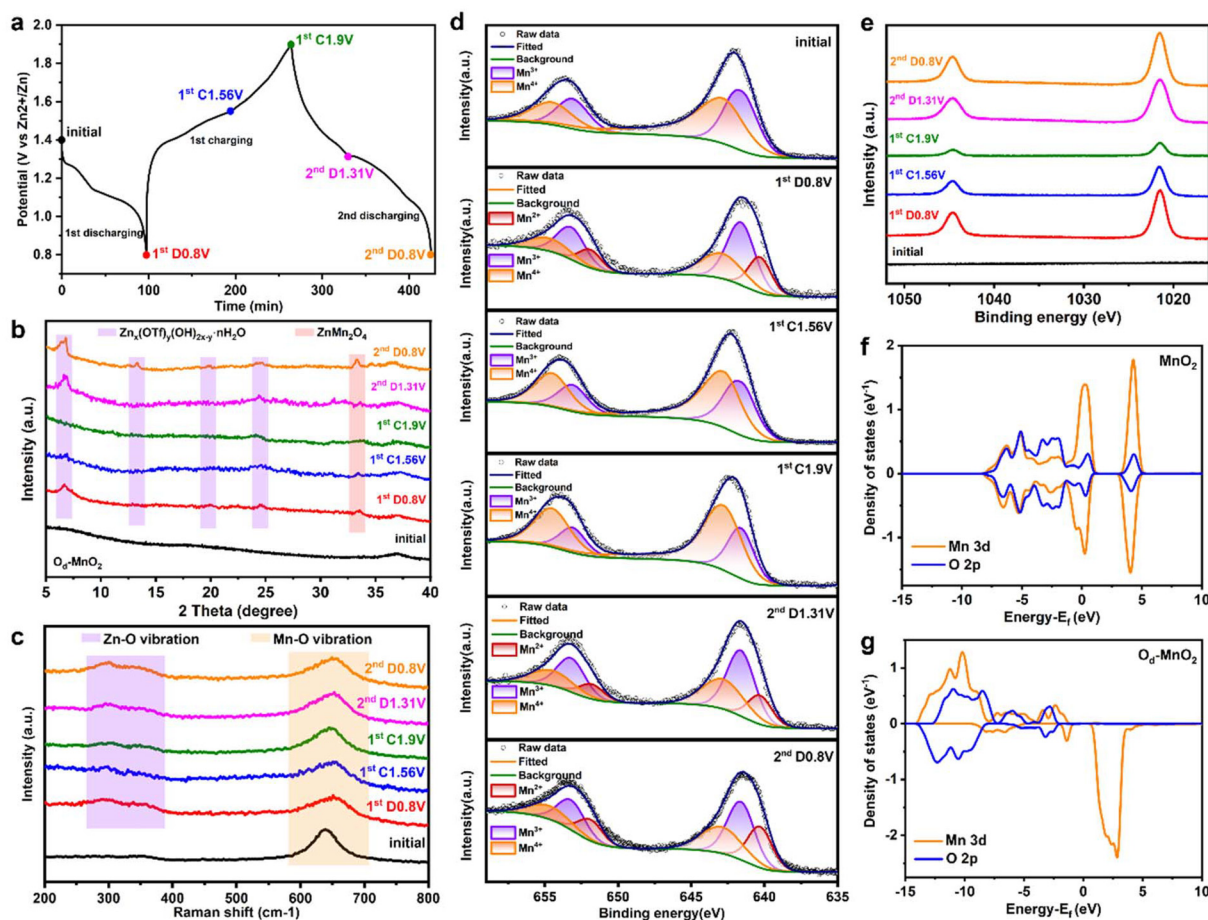 a
2.0
1.8
1.6
1.4
1.2
1.0
0.8
0
100
200
300
400
Potential (V vs Zn2+/Zn)
Time (min)
initial
1st discharging
1st D0.8V
1st charging
1st C1.56V
1st C1.9V
2nd D1.31V
2nd discharging
2nd D0.8V
b
Znx(OTf)y(OH)2x-y·nH2O
ZnMn2O4
2nd D0.8V
2nd D1.31V
1st C1.9V
1st C1.56V
1st D0.8V
initial
Od-MnO2
Intensity (a.u.)
5
10
15
20
25
30
35
40
2 Theta (degree)
c
Zn-O vibration
Mn-O vibration
2nd D0.8V
2nd D1.31V
1st C1.9V
1st C1.56V
1st D0.8V
initial
Intensity (a.u.)
200
300
400
500
600
700
800
Raman shift (cm-1)
d
Raw data
Fitted
Background
Mn3+
Mn4+
initial
Intensity(a.u.)
Raw data
Fitted
Background
Mn2+
Mn3+
Mn4+
1st D0.8V
Intensity(a.u.)
Raw data
Fitted
Background
Mn3+
Mn4+
1st C1.56V
Intensity(a.u.)
Raw data
Fitted
Background
Mn3+
Mn4+
1st C1.9V
Intensity(a.u.)
Raw data
Fitted
Background
Mn2+
Mn3+
Mn4+
2nd D1.31V
Intensity(a.u.)
Raw data
Fitted
Background
Mn2+
Mn3+
Mn4+
2nd D0.8V
Intensity(a.u.)
655
650
645
640
635
Binding energy(eV)
e
2nd D0.8V
2nd D1.31V
1st C1.9V
1st C1.56V
1st D0.8V
initial
Intensity (a.u.)
1050
1040
1030
1020
Binding energy (eV)
f
MnO2
2
1
0
-1
Density of states (eV-1)
Mn 3d
O 2p
-15
-10
-5
0
5
10
Energy-Ef (eV)
g
Od-MnO2
1
0
-1
-2
Density of states (eV-1)
Mn 3d
O 2p
-15
-10
-5
0
5
10
Energy-Ef (eV)